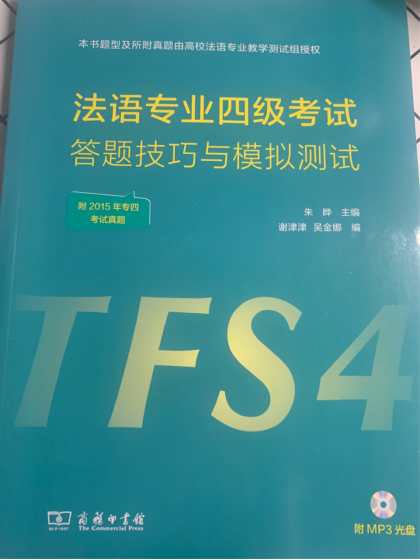 本书题型及所附真题由高校法语专业教学测试组授权
法语专业四级考试
答题技巧与模拟测试
附 2015 年专四
考试真题
朱 晔 主编
谢津津 吴金娜 编
TFS4
商务印书馆
附 MP3 光盘